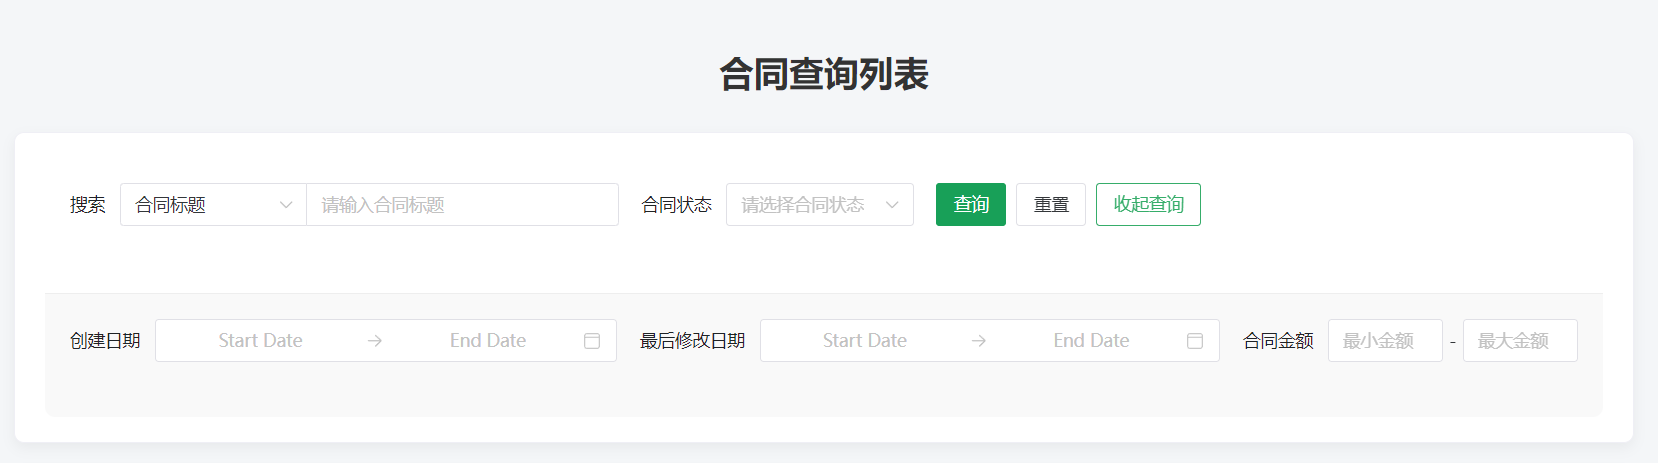 合同查询列表
搜索 合同标题 请输入合同标题 合同状态 请选择合同状态 查询 重置 收起查询
创建日期 Start Date → End Date 最后修改日期 Start Date → End Date 合同金额 最小金额 - 最大金额